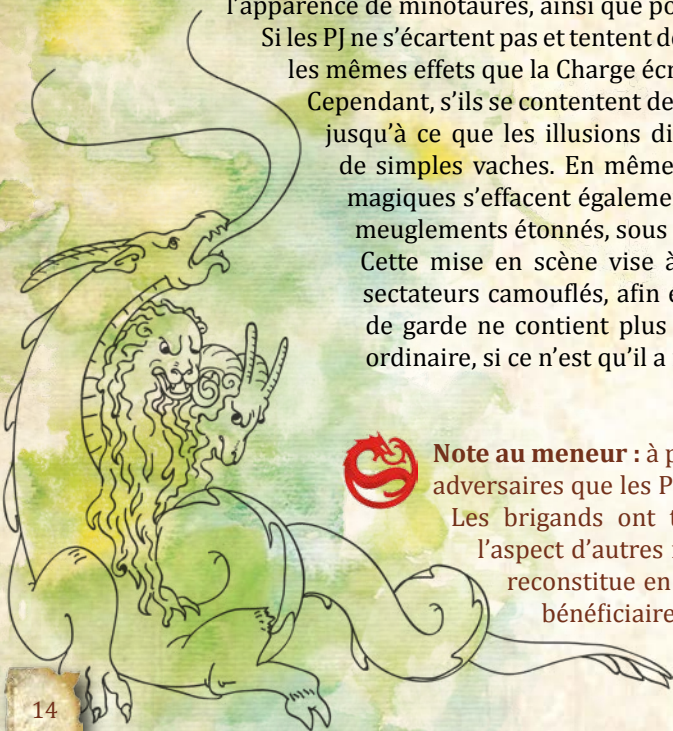 l’apparence de minotaures, ainsi que po
Si les PJ ne s’écartent pas et tentent d
les mêmes effets que la Charge écr
Cependant, s’ils se contentent de
jusqu’à ce que les illusions di
de simples vaches. En même
magiques s’effacent égaleme
meuglements étonnés, sous
Cette mise en scène vise à
sectateurs camouflés, afin e
de garde ne contient plus
ordinaire, si ce n’est qu’il a
Note au meneur : à p
adversaires que les P
Les brigands ont t
l’aspect d’autres
reconstitue en
bénéficiaire
14